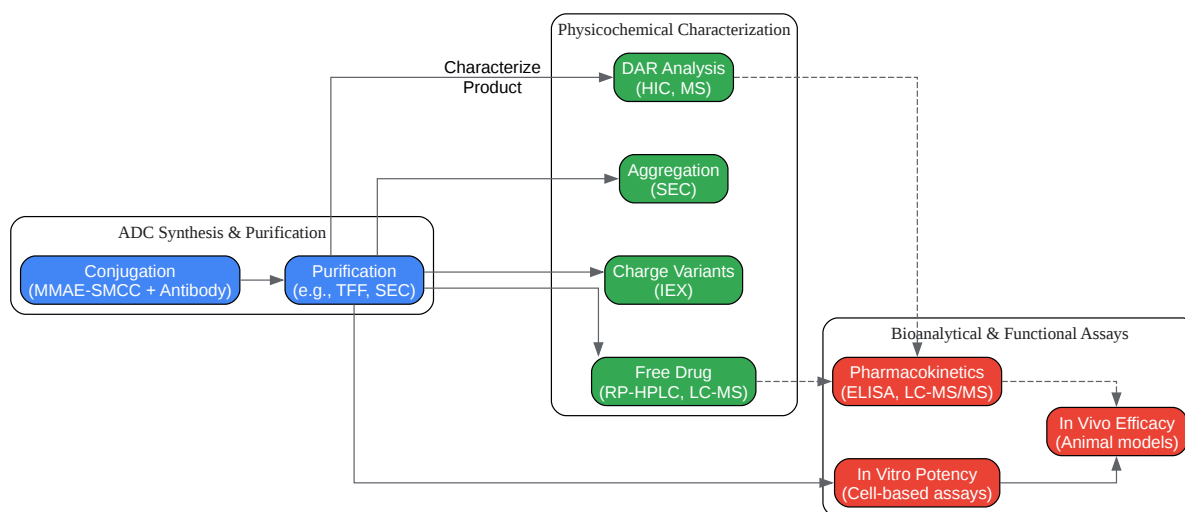 Physicochemical Characterization
Characterize
Product
DAR Analysis
(HIC, MS)
Aggregation
(SEC)
ADC Synthesis & Purification
Conjugation
(MMAE-SMCC + Antibody)
Purification
(e.g., TFF, SEC)
Charge Variants
(IEX)
Free Drug
(RP-HPLC, LC-MS)
Bioanalytical & Functional Assays
Pharmacokinetics
(ELISA, LC-MS/MS)
In Vivo Efficacy
(Animal models)
In Vitro Potency
(Cell-based assays)